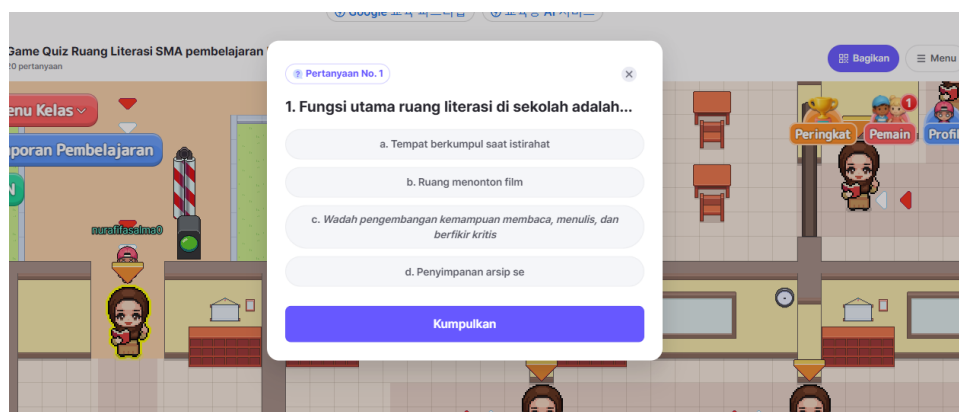 Game Quiz Ruang Literasi SMA pembelajaran
20 pertanyaan
Bagikan
Menu
enu Kelas
poran Pembelajaran
N
nurafifasalma0
Peringkat
Pemain
1
Profil
Pertanyaan No. 1
1. Fungsi utama ruang literasi di sekolah adalah...
a. Tempat berkumpul saat istirahat
b. Ruang menonton film
c. Wadah pengembangan kemampuan membaca, menulis, dan
berfikir kritis
d. Penyimpanan arsip se
Kumpulkan